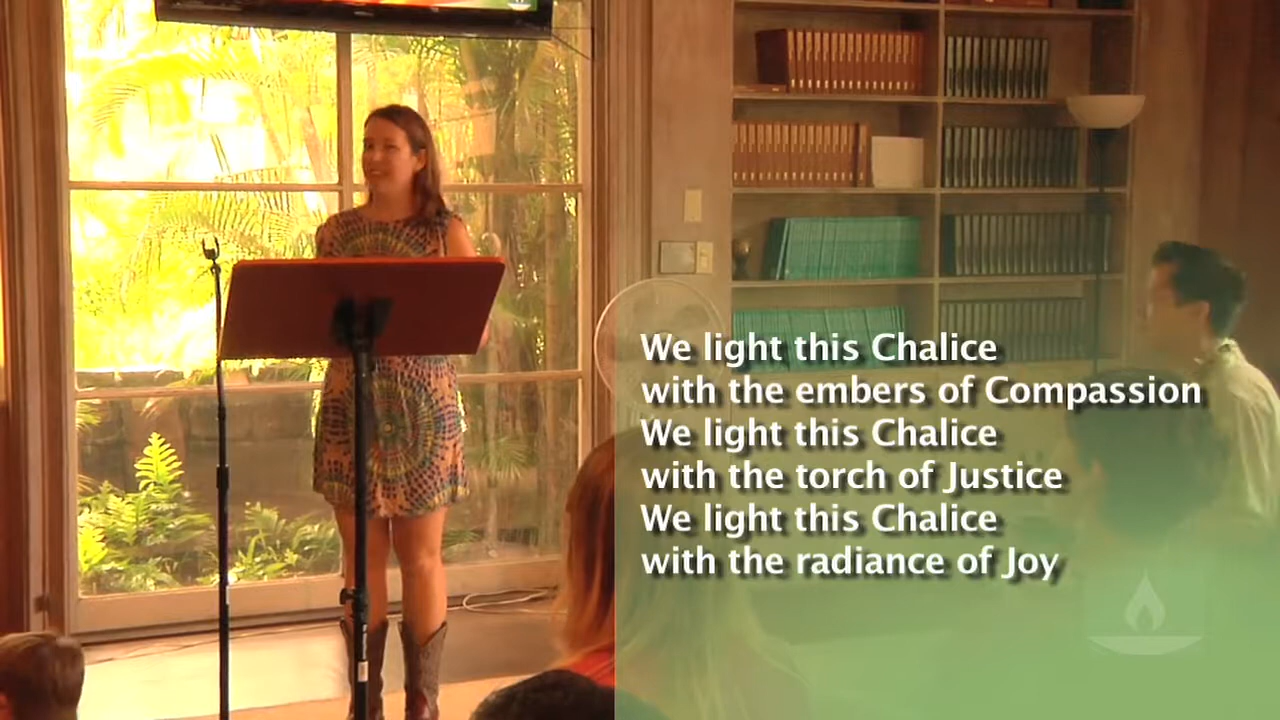 We light this Chalice
with the embers of Compassion
We light this Chalice
with the torch of Justice
We light this Chalice
with the radiance of Joy